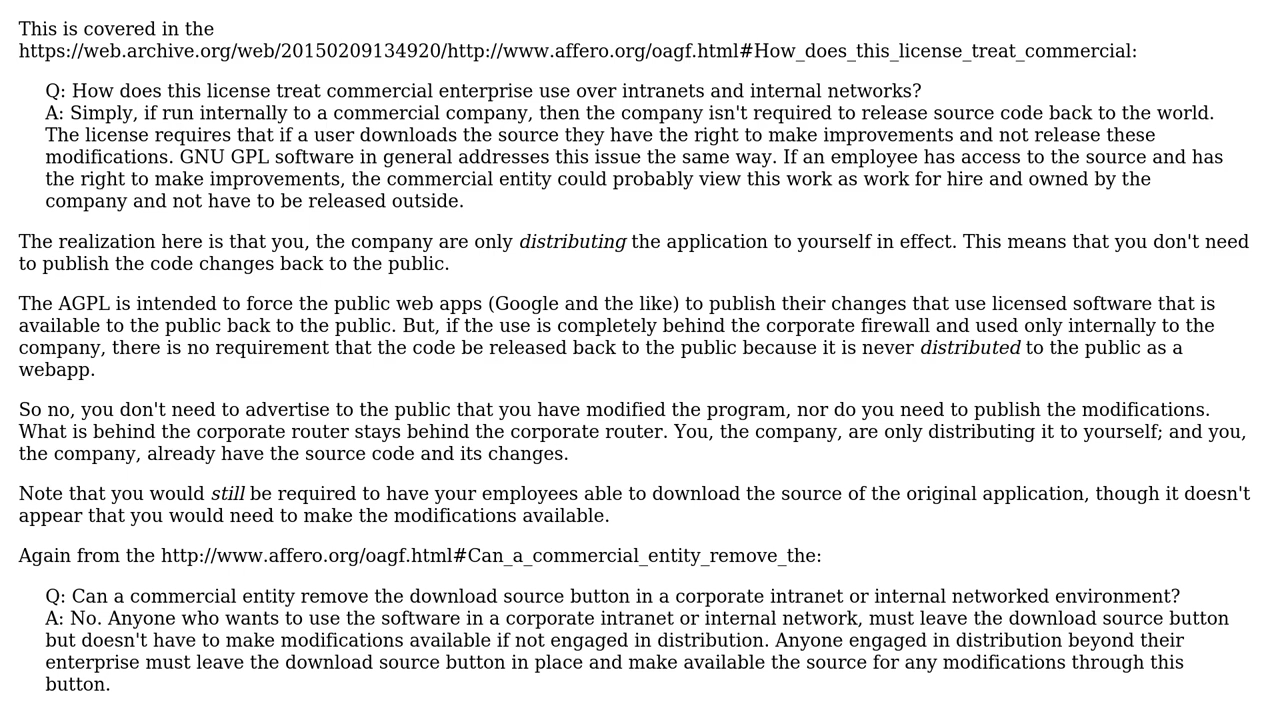 This is covered in the
https://web.archive.org/web/20150209134920/http://www.affero.org/oagf.html#How_does_this_license_treat_commercial:
Q: How does this license treat commercial enterprise use over intranets and internal networks?
A: Simply, if run internally to a commercial company, then the company isn't required to release source code back to the world.
The license requires that if a user downloads the source they have the right to make improvements and not release these
modifications. GNU GPL software in general addresses this issue the same way. If an employee has access to the source and has
the right to make improvements, the commercial entity could probably view this work as work for hire and owned by the
company and not have to be released outside.
The realization here is that you, the company are only distributing the application to yourself in effect. This means that you don't need
to publish the code changes back to the public.
The AGPL is intended to force the public web apps (Google and the like) to publish their changes that use licensed software that is
available to the public back to the public. But, if the use is completely behind the corporate firewall and used only internally to the
company, there is no requirement that the code be released back to the public because it is never distributed to the public as a
webapp.
So no, you don't need to advertise to the public that you have modified the program, nor do you need to publish the modifications.
What is behind the corporate router stays behind the corporate router. You, the company, are only distributing it to yourself; and you,
the company, already have the source code and its changes.
Note that you would still be required to have your employees able to download the source of the original application, though it doesn't
appear that you would need to make the modifications available.
Again from the http://www.affero.org/oagf.html#Can_a_commercial_entity_remove_the:
Q: Can a commercial entity remove the download source button in a corporate intranet or internal networked environment?
A: No. Anyone who wants to use the software in a corporate intranet or internal network, must leave the download source button
but doesn't have to make modifications available if not engaged in distribution. Anyone engaged in distribution beyond their
enterprise must leave the download source button in place and make available the source for any modifications through this
button.